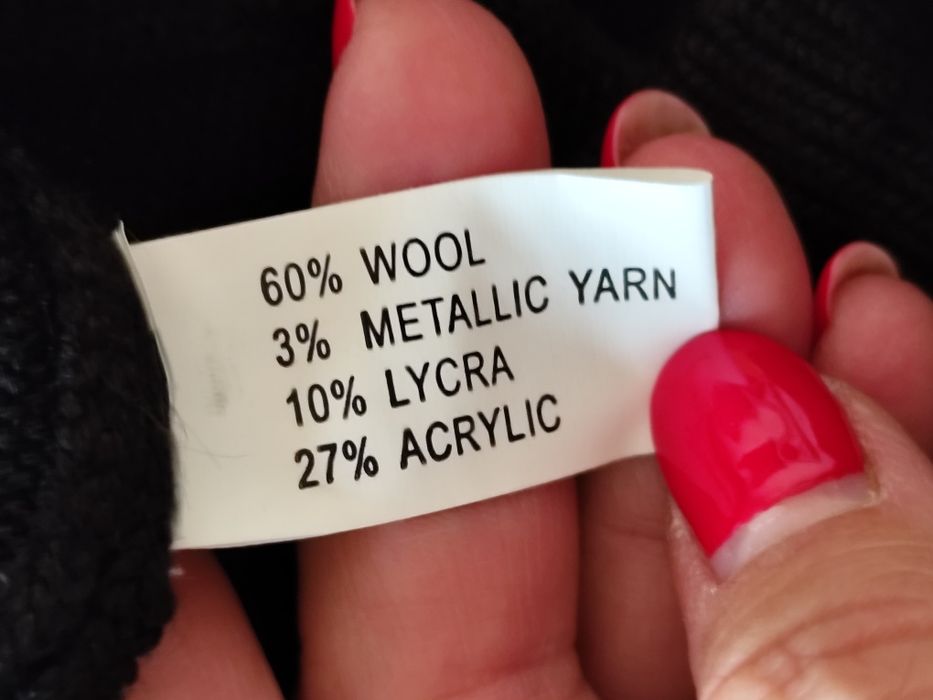 60% WOOL
3% METALLIC YARN
10% LYCRA
27% ACRYLIC